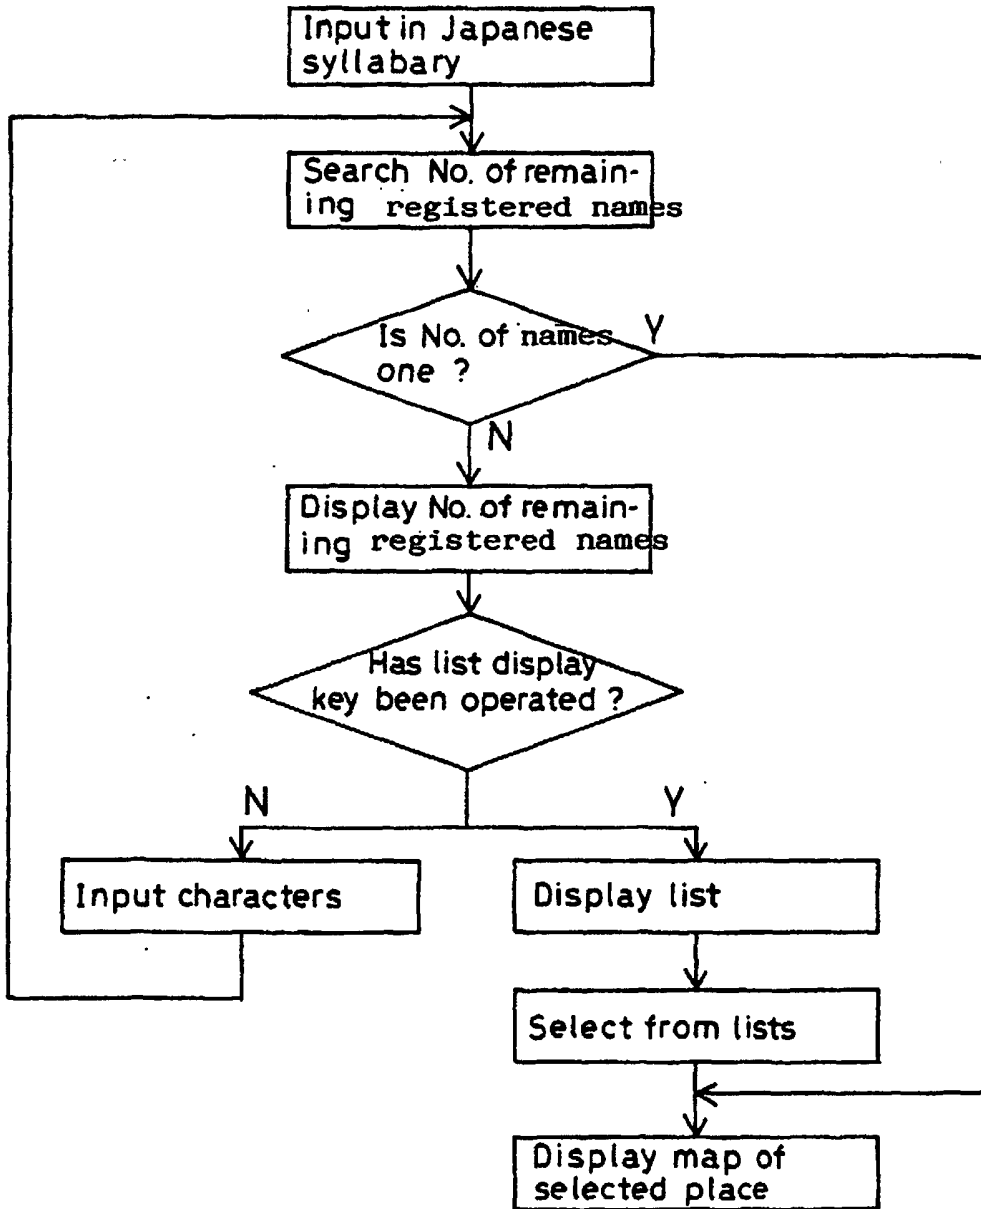 Input in Japanese
syllabary
Search No. of remain-
ing registered names
Is No. of names
one ?
Y
N
Display No. of remain-
ing registered names
Has list display
key been operated ?
N
Y
Input characters
Display list
Select from lists
Display map of
selected place